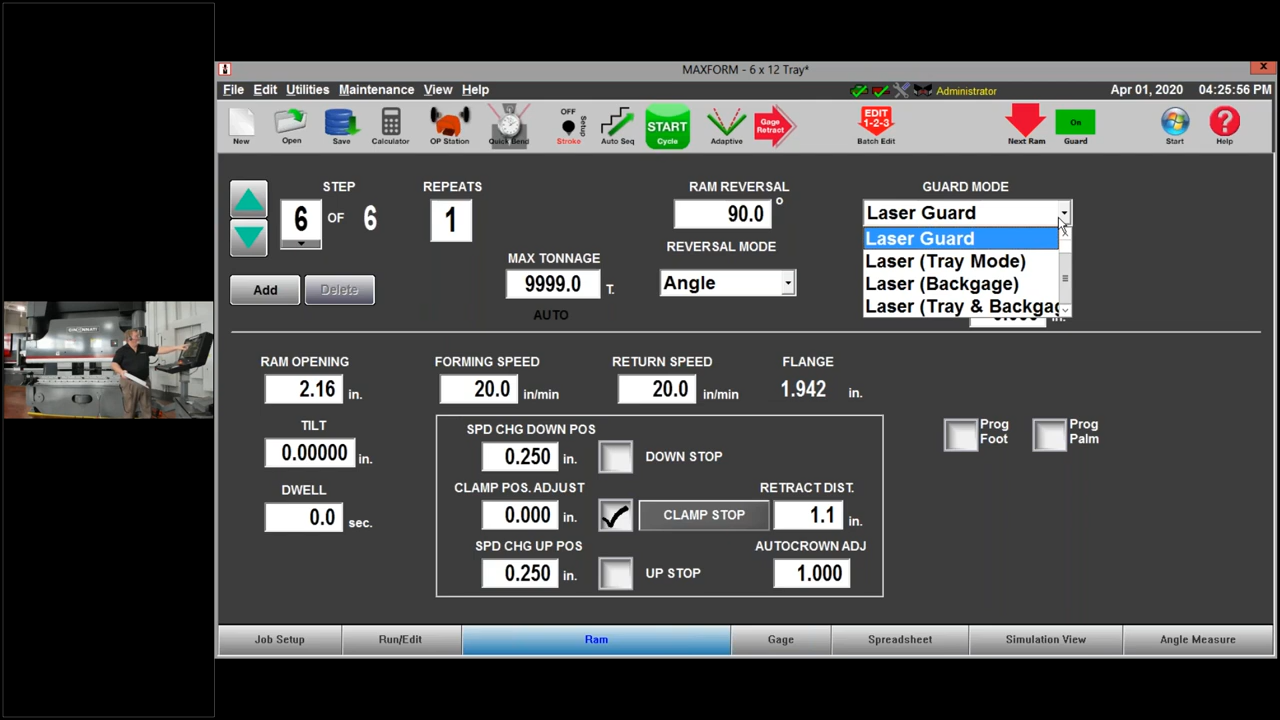 MAXFORM - 6 x 12 Tray*
x
File Edit Utilities Maintenance View Help
Administrator
Apr 01, 2020 04:25:56 PM
New
Open
Save
Calculator
OP Station
Quick Bend
OFF
Setup
Stroke
Auto Seq
START
Cycle
Adaptive
Gage
Retract
EDIT
1-2-3
Batch Edit
Next Ram
On
Guard
Start
?
Help
STEP
6 OF 6
REPEATS
1
RAM REVERSAL
90.0 o
GUARD MODE
Laser Guard
Laser Guard
Laser (Tray Mode)
Laser (Backgage)
Laser (Tray & Backgag
REVERSAL MODE
Angle
MAX TONNAGE
9999.0 T.
AUTO
Add
Delete
in.
RAM OPENING
2.16 in.
FORMING SPEED
20.0 in/min
RETURN SPEED
20.0 in/min
FLANGE
1.942 in.
TILT
0.00000 in.
DWELL
0.0 sec.
SPD CHG DOWN POS
0.250 in. DOWN STOP
CLAMP POS. ADJUST
0.000 in. CLAMP STOP
RETRACT DIST.
1.1 in.
SPD CHG UP POS
0.250 in. UP STOP
AUTOCROWN ADJ
1.000
Prog
Foot
Prog
Palm
Job Setup
Run/Edit
Ram
Gage
Spreadsheet
Simulation View
Angle Measure
CINCINNATI